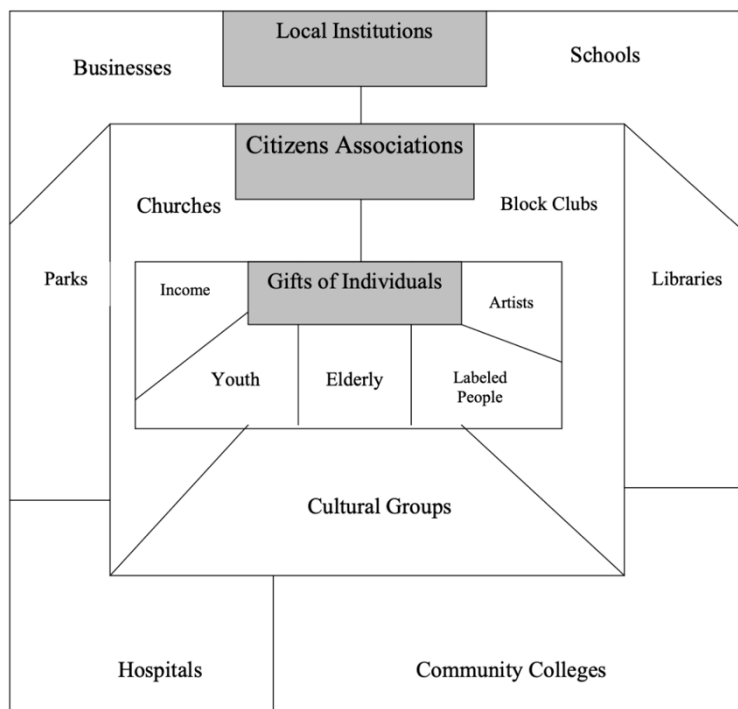 Local Institutions
Businesses
Schools
Citizens Associations
Churches
Block Clubs
Parks
Libraries
Gifts of Individuals
Income
Artists
Youth
Elderly
Labeled
People
Cultural Groups
Hospitals
Community Colleges